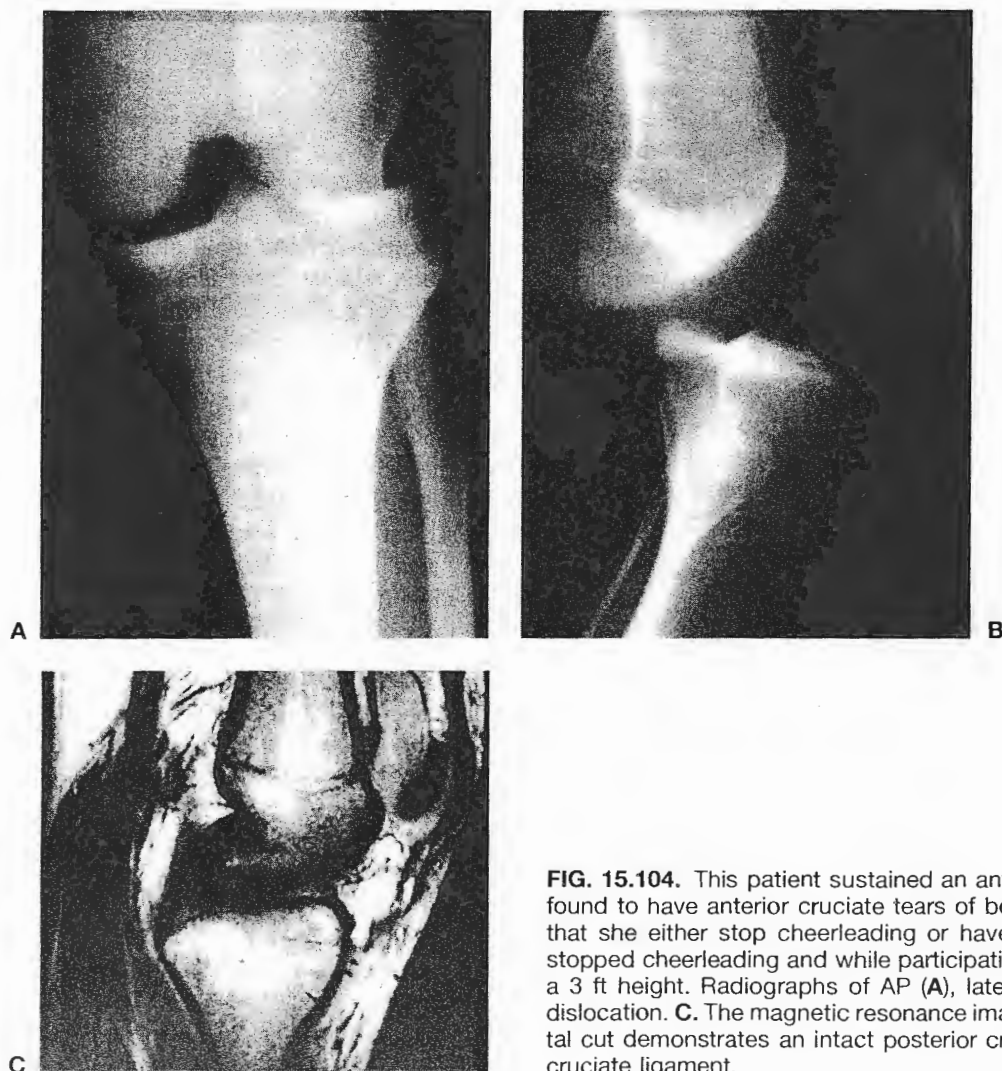 A
B
C
FIG. 15.104. This patient sustained an an
found to have anterior cruciate tears of be
that she either stop cheerleading or have
stopped cheerleading and while participati
a 3 ft height. Radiographs of AP (A), late
dislocation. C. The magnetic resonance ima
tal cut demonstrates an intact posterior cr
cruciate ligament.